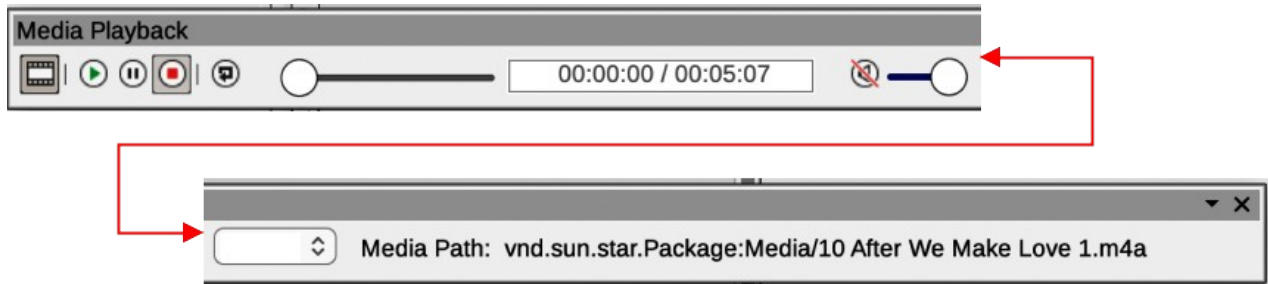 Media Playback
00:00:00 / 00:05:07
Media Path: vnd.sun.star.Package:Media/10 After We Make Love 1.m4a